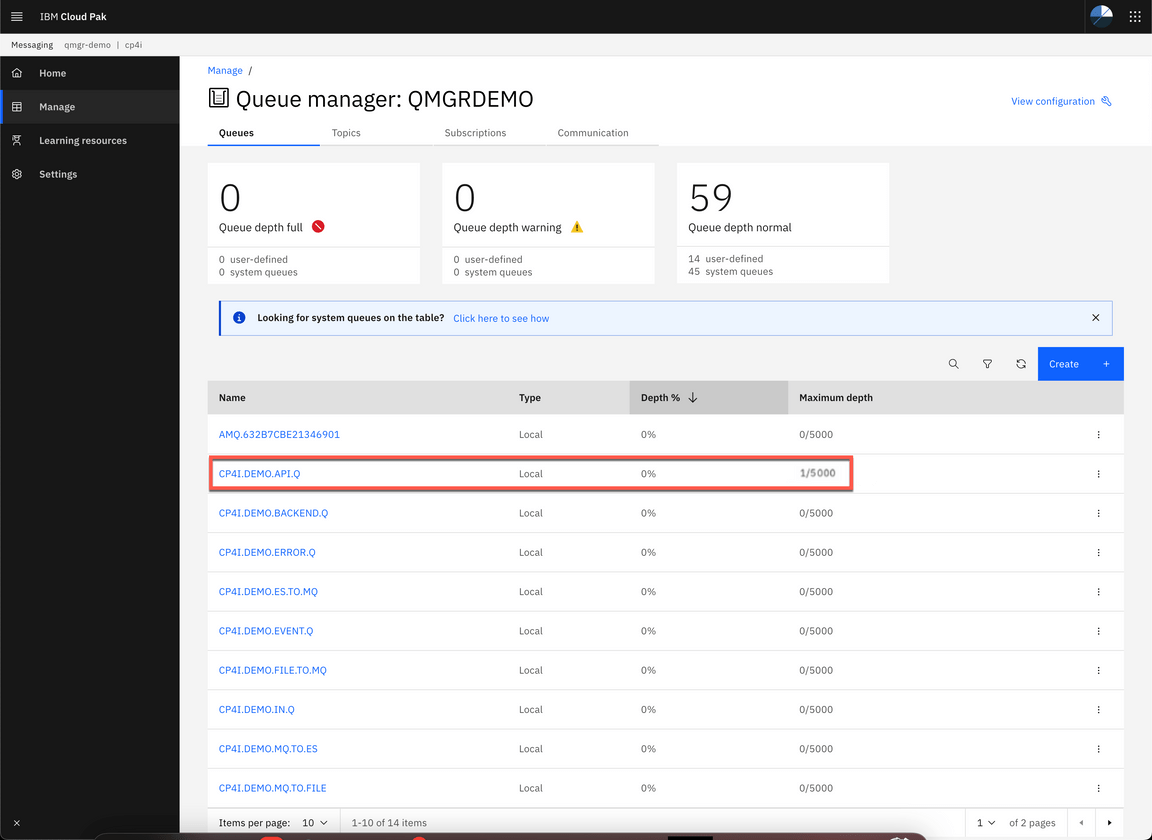 IBM Cloud Pak
Messaging qmgr-demo | cp4i
Home
Manage
Learning resources
Settings
Manage /
Queue manager: QMGRDEMO
View configuration
Queues Topics Subscriptions Communication
0
Queue depth full
0 user-defined
0 system queues
0
Queue depth warning
0 user-defined
0 system queues
59
Queue depth normal
14 user-defined
45 system queues
Looking for system queues on the table? Click here to see how
Create +
Name Type Depth % Maximum depth
AMQ.632B7CBE21346901 Local 0% 0/5000
CP4I.DEMO.API.Q Local 0% 1/5000
CP4I.DEMO.BACKEND.Q Local 0% 0/5000
CP4I.DEMO.ERROR.Q Local 0% 0/5000
CP4I.DEMO.ES.TO.MQ Local 0% 0/5000
CP4I.DEMO.EVENT.Q Local 0% 0/5000
CP4I.DEMO.FILE.TO.MQ Local 0% 0/5000
CP4I.DEMO.IN.Q Local 0% 0/5000
CP4I.DEMO.MQ.TO.ES Local 0% 0/5000
CP4I.DEMO.MQ.TO.FILE Local 0% 0/5000
Items per page: 10 1-10 of 14 items 1 of 2 pages